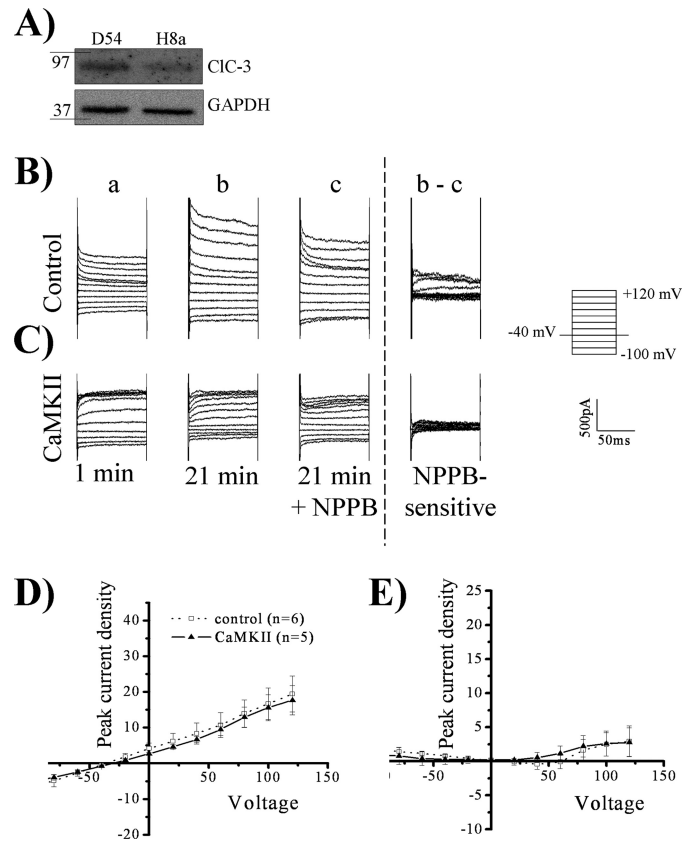 A)
D54 H8a
97
ClC-3
37
GAPDH
B)
a b c b - c
Control
+120 mV
-40 mV
-100 mV
C)
CaMKII
500pA
50ms
1 min 21 min 21 min + NPPB NPPB-sensitive
D)
Peak current density
40
30
20
10
-10
-20
-50 50 100 150
Voltage
control (n=6)
CaMKII (n=5)
E)
Peak current density
25
20
15
10
5
-5
-10
-50 0 50 100 150
Voltage